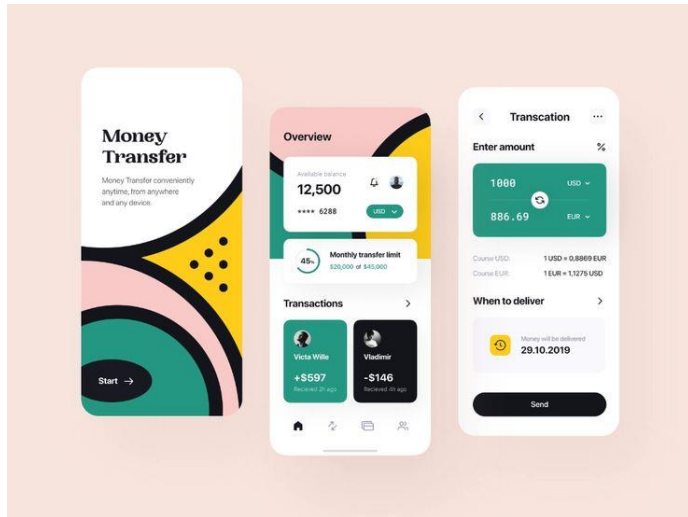 Money
Transfer
Money Transfer conveniently
anytime, from anywhere
and any device.
Start →
Overview
Available balance
12,500
**** 6288
USD
45%
Monthly transfer limit
$20,000 of $45,000
Transactions
Victa Wille
+$597
Recieved 2h ago
Vladimir
-$146
Recieved 4h ago
Transcation
Enter amount %
1000 USD
886.69 EUR
Course USD: 1 USD = 0,8869 EUR
Course EUR: 1 EUR = 1,1275 USD
When to deliver
Money will be delivered
29.10.2019
Send